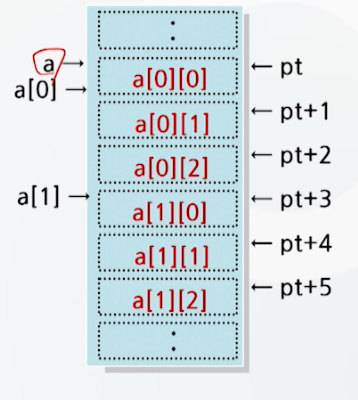 :
a → a[0][0] ← pt
a[0] →
a[0][1] ← pt+1
a[0][2] ← pt+2
a[1] → a[1][0] ← pt+3
a[1][1] ← pt+4
a[1][2] ← pt+5
: